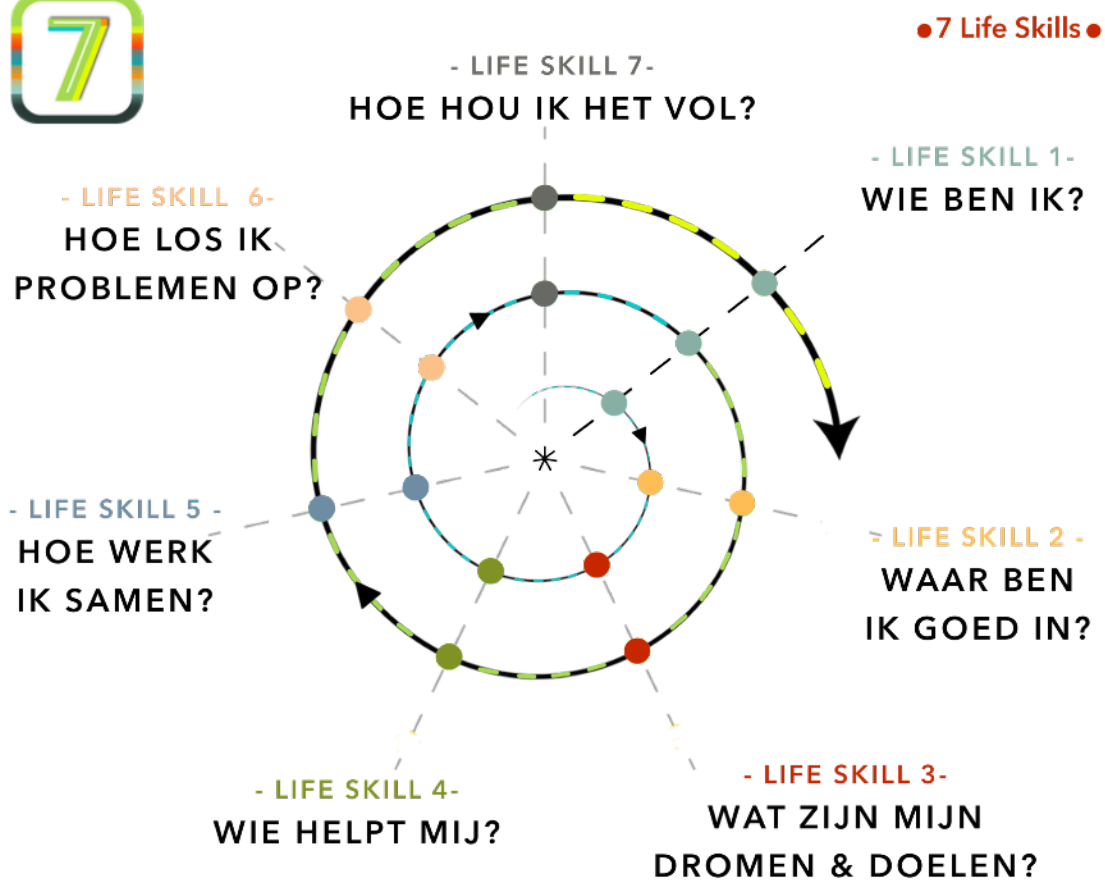 7
●7 Life Skills●
- LIFE SKILL 7-
HOE HOU IK HET VOL?
- LIFE SKILL 1-
WIE BEN IK?
- LIFE SKILL 2 -
WAAR BEN
IK GOED IN?
- LIFE SKILL 3-
WAT ZIJN MIJN
DROMEN & DOELEN?
- LIFE SKILL 4-
WIE HELPT MIJ?
- LIFE SKILL 5 -
HOE WERK
IK SAMEN?
- LIFE SKILL 6-
HOE LOS IK
PROBLEMEN OP?